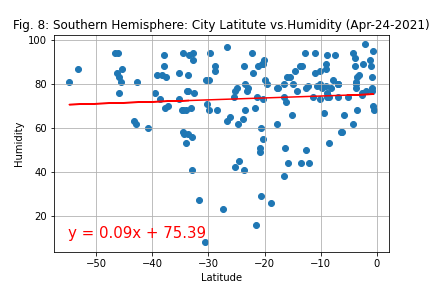 Fig. 8: Southern Hemisphere: City Latitute vs.Humidity (Apr-24-2021)
100
80
60
40
20
Humidity
y = 0.09x + 75.39
−50 −40 −30 −20 −10 0
Latitude